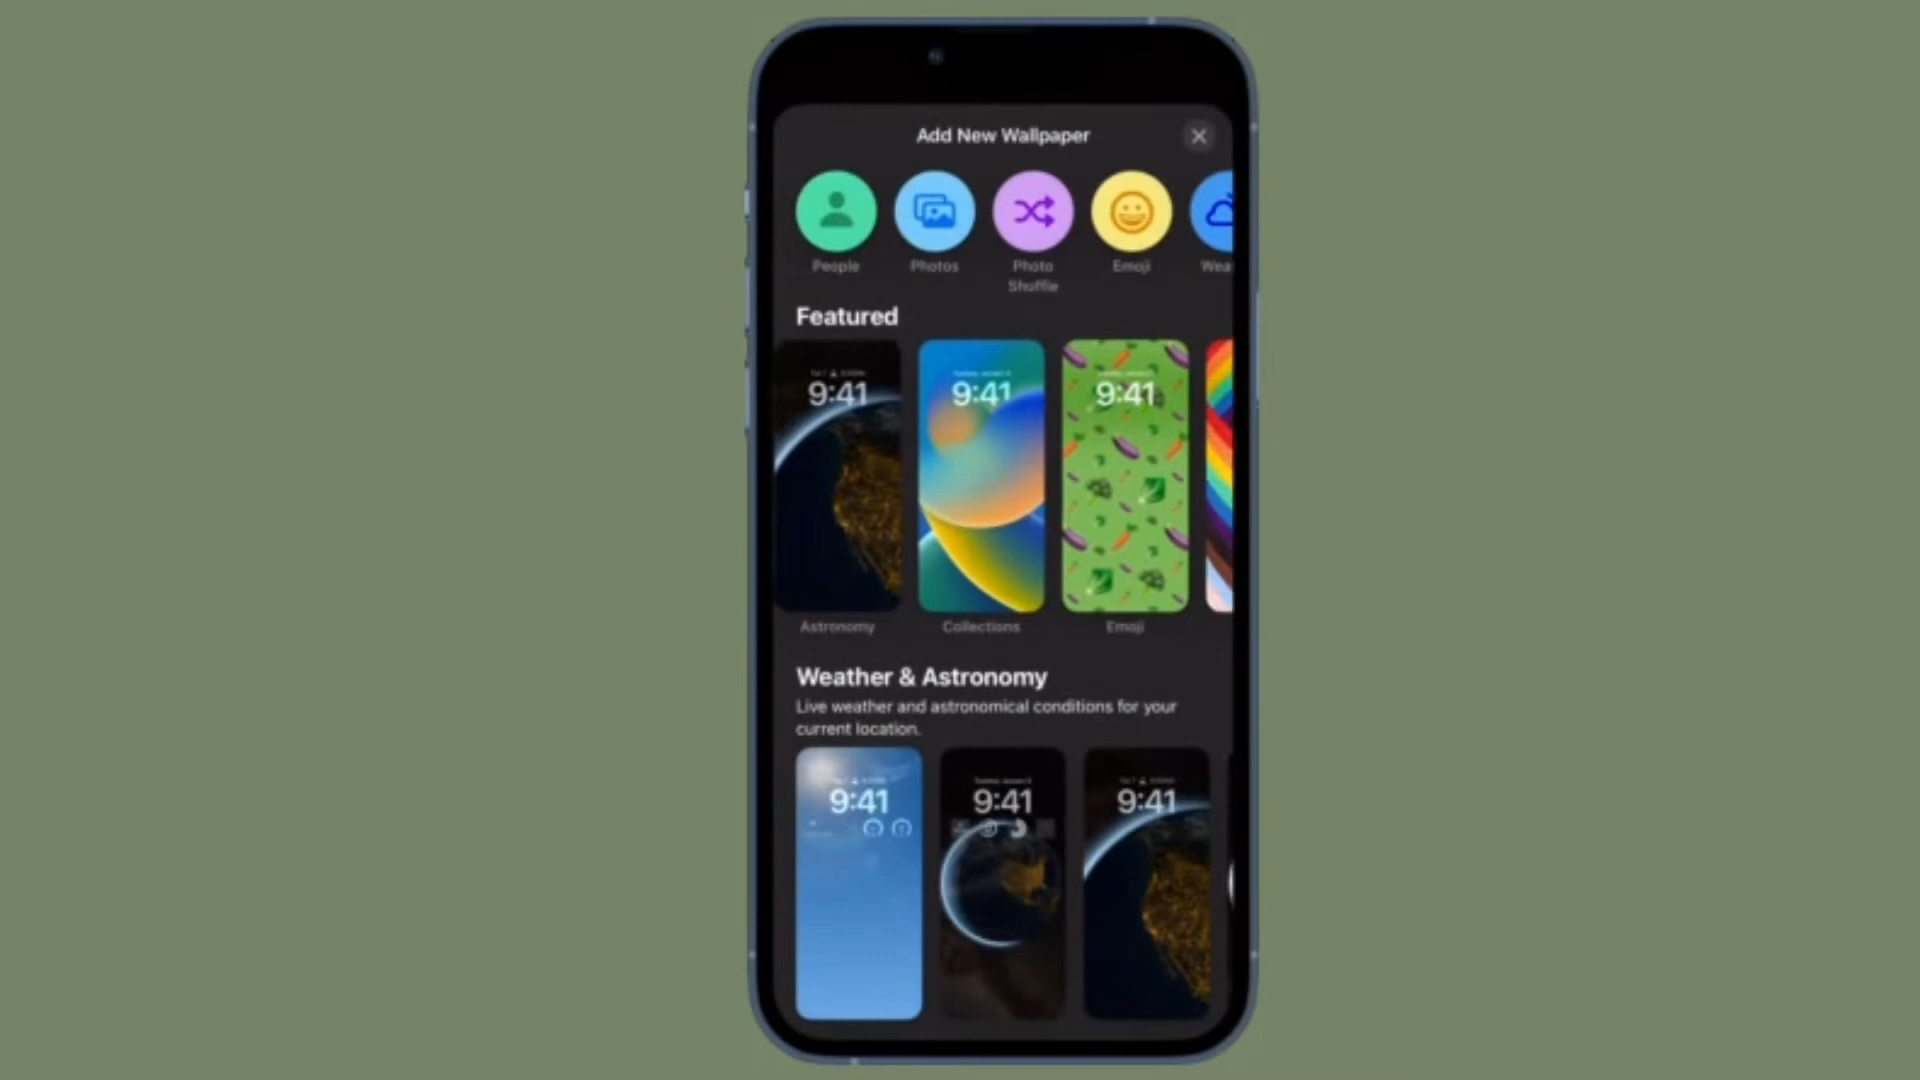 Add New Wallpaper
People
Photos
Photo
Shuffle
Emoji
Wea
Featured
9:41
9:41
9:41
Astronomy
Collections
Emoji
Weather & Astronomy
Live weather and astronomical conditions for your
current location.
9:41
9:41
9:41